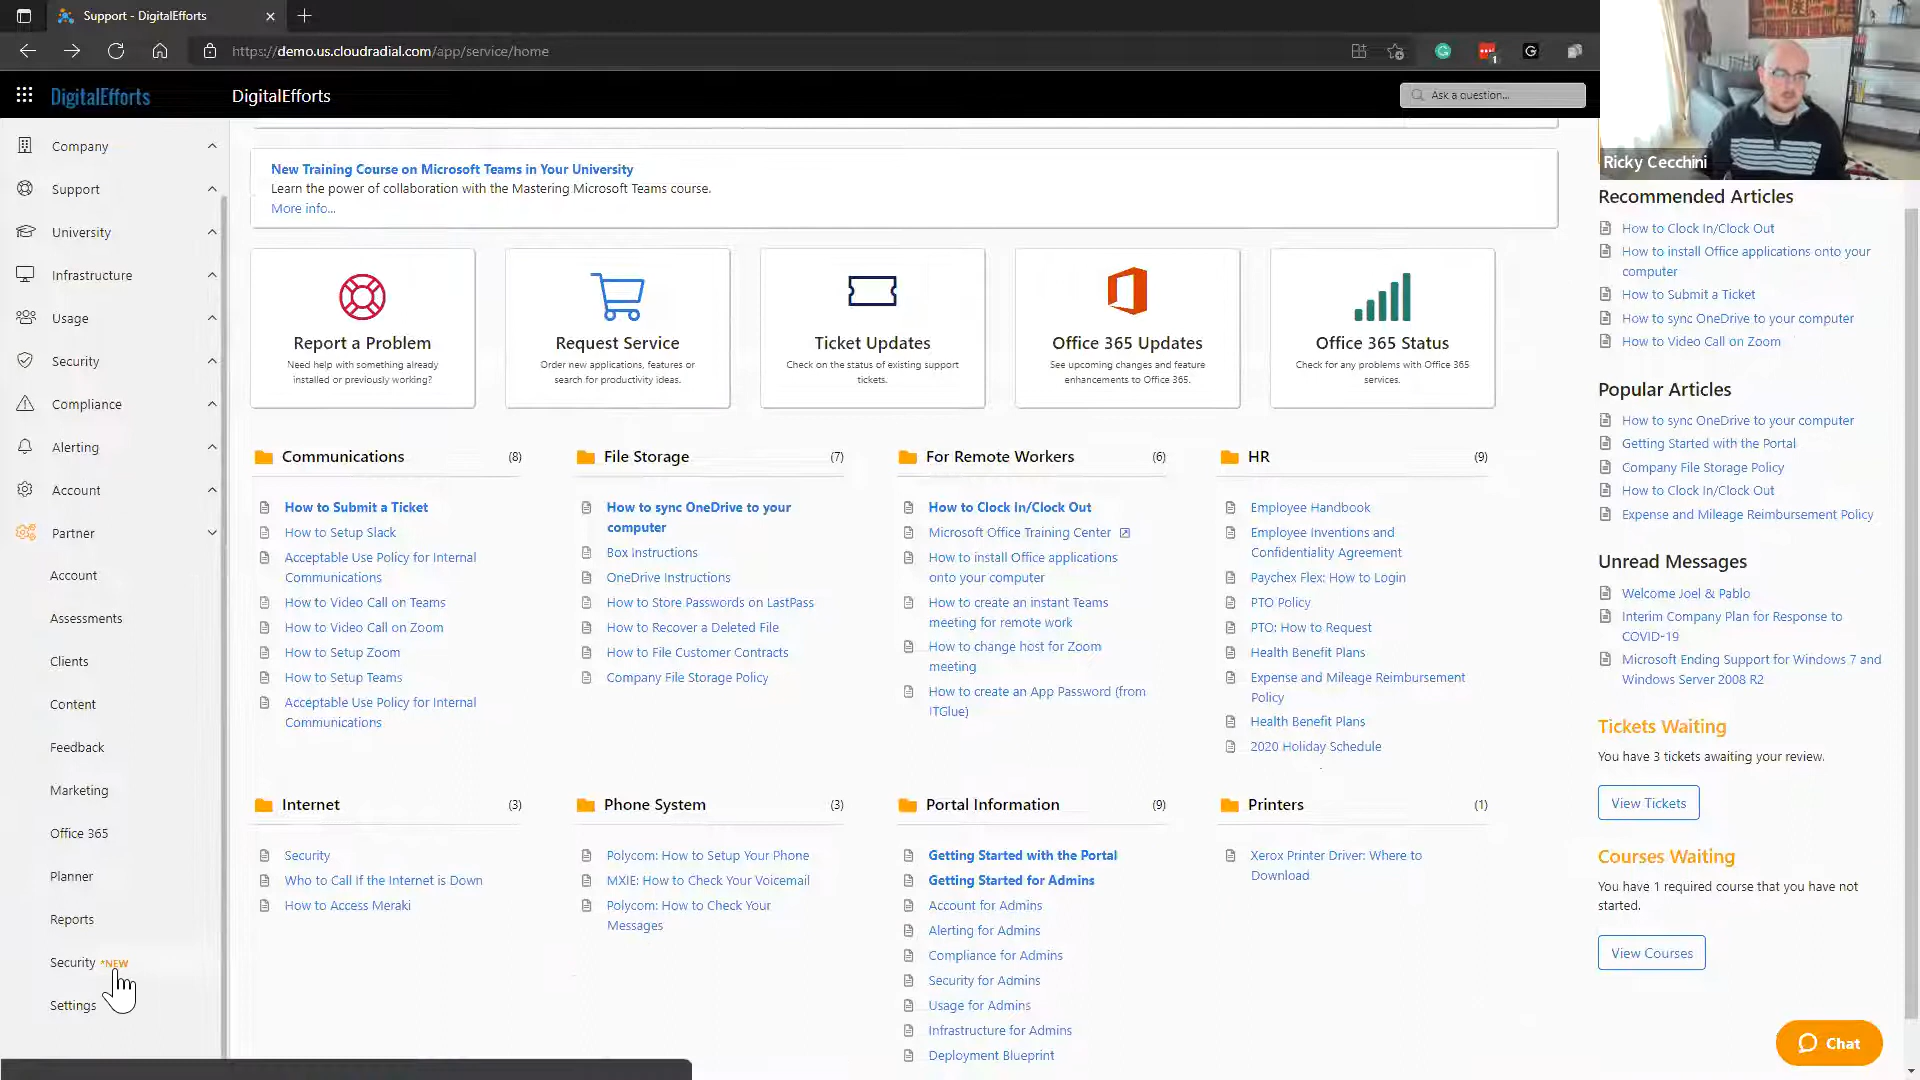 Support - DigitalEfforts
https://demo.us.cloudradial.com/app/service/home
1
DigitalEfforts
DigitalEfforts
Ask a question...
Ricky Cecchini
Company
Support
University
Infrastructure
Usage
Security
Compliance
Alerting
Account
Partner
Account
Assessments
Clients
Content
Feedback
Marketing
Office 365
Planner
Reports
Security *NEW
Settings
New Training Course on Microsoft Teams in Your University
Learn the power of collaboration with the Mastering Microsoft Teams course.
More info...
Report a Problem
Need help with something already
installed or previously working?
Request Service
Order new applications, features or
search for productivity ideas.
Ticket Updates
Check on the status of existing support
tickets.
Office 365 Updates
See upcoming changes and feature
enhancements to Office 365.
Office 365 Status
Check for any problems with Office 365
services.
Communications (8)
How to Submit a Ticket
How to Setup Slack
Acceptable Use Policy for Internal
Communications
How to Video Call on Teams
How to Video Call on Zoom
How to Setup Zoom
How to Setup Teams
Acceptable Use Policy for Internal
Communications
File Storage (7)
How to sync OneDrive to your
computer
Box Instructions
OneDrive Instructions
How to Store Passwords on LastPass
How to Recover a Deleted File
How to File Customer Contracts
Company File Storage Policy
For Remote Workers (6)
How to Clock In/Clock Out
Microsoft Office Training Center
How to install Office applications
onto your computer
How to create an instant Teams
meeting for remote work
How to change host for Zoom
meeting
How to create an App Password (from
ITGlue)
HR (9)
Employee Handbook
Employee Inventions and
Confidentiality Agreement
Paychex Flex: How to Login
PTO Policy
PTO: How to Request
Health Benefit Plans
Expense and Mileage Reimbursement
Policy
Health Benefit Plans
2020 Holiday Schedule
Internet (3)
Security
Who to Call If the Internet is Down
How to Access Meraki
Phone System (3)
Polycom: How to Setup Your Phone
MXIE: How to Check Your Voicemail
Polycom: How to Check Your
Messages
Portal Information (9)
Getting Started with the Portal
Getting Started for Admins
Account for Admins
Alerting for Admins
Compliance for Admins
Security for Admins
Usage for Admins
Infrastructure for Admins
Deployment Blueprint
Printers (1)
Xerox Printer Driver: Where to
Download
Recommended Articles
How to Clock In/Clock Out
How to install Office applications onto your
computer
How to Submit a Ticket
How to sync OneDrive to your computer
How to Video Call on Zoom
Popular Articles
How to sync OneDrive to your computer
Getting Started with the Portal
Company File Storage Policy
How to Clock In/Clock Out
Expense and Mileage Reimbursement Policy
Unread Messages
Welcome Joel & Pablo
Interim Company Plan for Response to
COVID-19
Microsoft Ending Support for Windows 7 and
Windows Server 2008 R2
Tickets Waiting
You have 3 tickets awaiting your review.
View Tickets
Courses Waiting
You have 1 required course that you have not
started.
View Courses
Chat